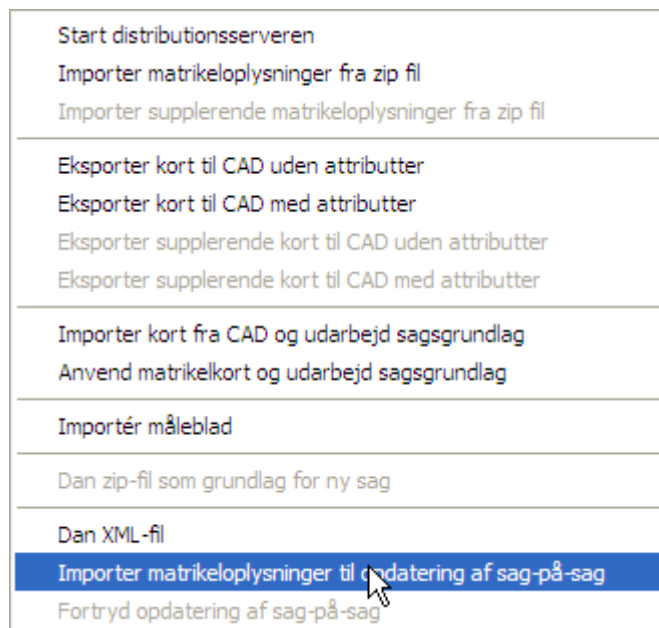 Start distributionsserveren
Importer matrikeloplysninger fra zip fil
Importer supplerende matrikeloplysninger fra zip fil
Eksporter kort til CAD uden attributter
Eksporter kort til CAD med attributter
Eksporter supplerende kort til CAD uden attributter
Eksporter supplerende kort til CAD med attributter
Importer kort fra CAD og udarbejd sagsgrundlag
Anvend matrikelkort og udarbejd sagsgrundlag
Importér måleblad
Dan zip-fil som grundlag for ny sag
Dan XML-fil
Importer matrikeloplysninger til opdatering af sag-på-sag
Fortryd opdatering af sag-på-sag